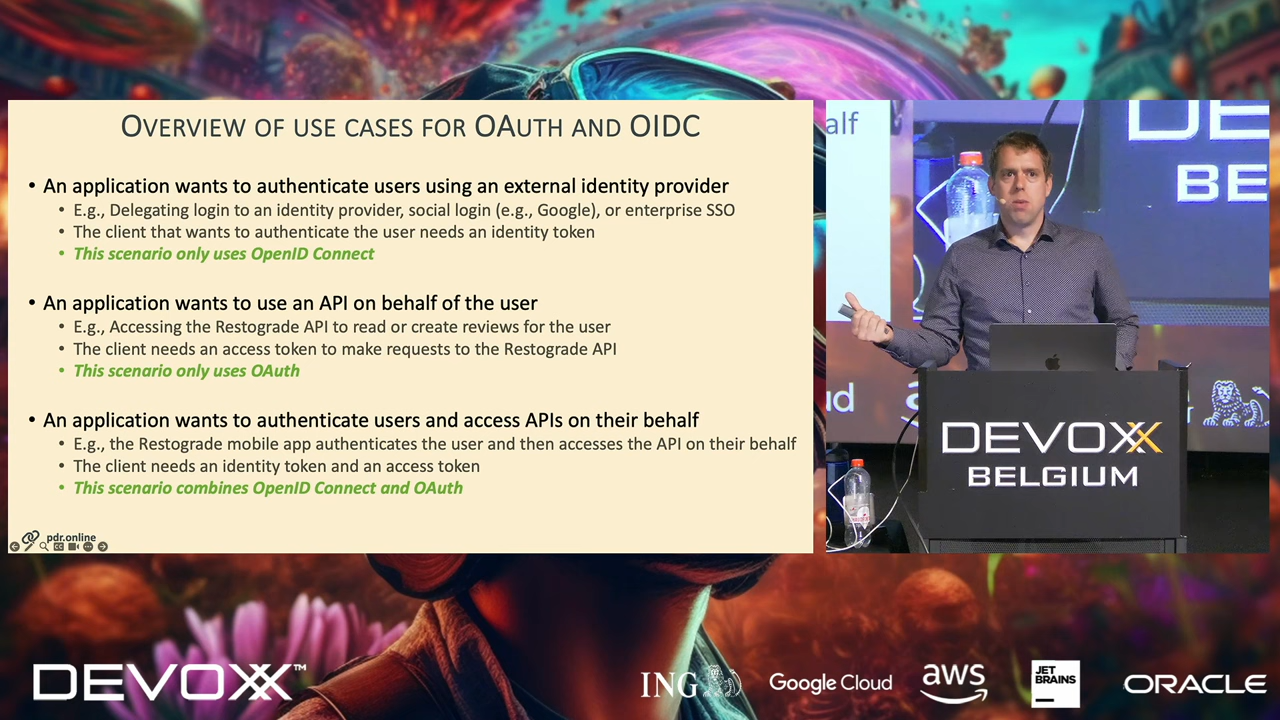 OVERVIEW OF USE CASES FOR OAUTH AND OIDC
• An application wants to authenticate users using an external identity provider
• E.g., Delegating login to an identity provider, social login (e.g., Google), or enterprise SSO
• The client that wants to authenticate the user needs an identity token
• This scenario only uses OpenID Connect
• An application wants to use an API on behalf of the user
• E.g., Accessing the Restograde API to read or create reviews for the user
• The client needs an access token to make requests to the Restograde API
• This scenario only uses OAuth
• An application wants to authenticate users and access APIs on their behalf
• E.g., the Restograde mobile app authenticates the user and then accesses the API on their behalf
• The client needs an identity token and an access token
• This scenario combines OpenID Connect and OAuth
pdr.online
alf
DE
BE
ud
DEVOXX
BELGIUM
DEVOXX™
ING
Google Cloud
aws
JET
BRAINS
ORACLE